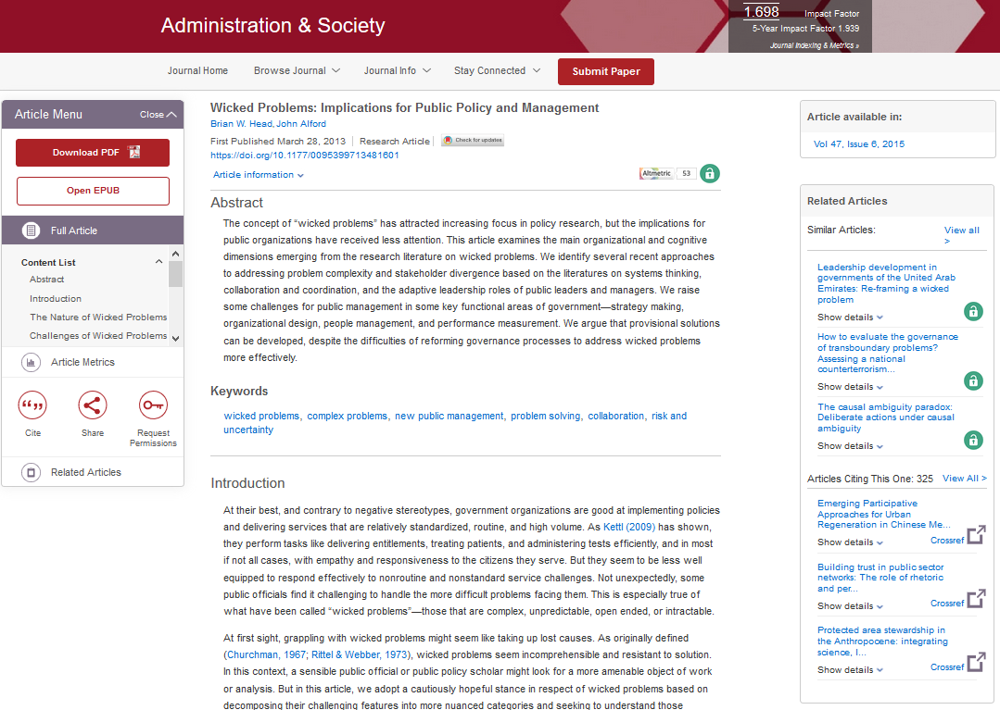 Administration & Society
1.698 Impact Factor
5-Year Impact Factor 1.939
Journal Indexing & Metrics »
Journal Home
Browse Journal
Journal Info
Stay Connected
Submit Paper
Article Menu
Close
Download PDF
Open EPUB
Full Article
Content List
Abstract
Introduction
The Nature of Wicked Problems
Challenges of Wicked Problems
Article Metrics
Cite
Share
Request
Permissions
Related Articles
Wicked Problems: Implications for Public Policy and Management
Brian W. Head, John Alford
First Published March 28, 2013 | Research Article | Check for updates
https://doi.org/10.1177/0095399713481601
Article information
Altmetric 53
Abstract
The concept of “wicked problems” has attracted increasing focus in policy research, but the implications for
public organizations have received less attention. This article examines the main organizational and cognitive
dimensions emerging from the research literature on wicked problems. We identify several recent approaches
to addressing problem complexity and stakeholder divergence based on the literatures on systems thinking,
collaboration and coordination, and the adaptive leadership roles of public leaders and managers. We raise
some challenges for public management in some key functional areas of government—strategy making,
organizational design, people management, and performance measurement. We argue that provisional solutions
can be developed, despite the difficulties of reforming governance processes to address wicked problems
more effectively.
Keywords
wicked problems, complex problems, new public management, problem solving, collaboration, risk and
uncertainty
Introduction
At their best, and contrary to negative stereotypes, government organizations are good at implementing policies
and delivering services that are relatively standardized, routine, and high volume. As Kettl (2009) has shown,
they perform tasks like delivering entitlements, treating patients, and administering tests efficiently, and in most
if not all cases, with empathy and responsiveness to the citizens they serve. But they seem to be less well
equipped to respond effectively to nonroutine and nonstandard service challenges. Not unexpectedly, some
public officials find it challenging to handle the more difficult problems facing them. This is especially true of
what have been called “wicked problems”—those that are complex, unpredictable, open ended, or intractable.
At first sight, grappling with wicked problems might seem like taking up lost causes. As originally defined
(Churchman, 1967; Rittel & Webber, 1973), wicked problems seem incomprehensible and resistant to solution.
In this context, a sensible public official or public policy scholar might look for a more amenable object of work
or analysis. But in this article, we adopt a cautiously hopeful stance in respect of wicked problems based on
decomposing their challenging features into more nuanced categories and seeking to understand those
Article available in:
Vol 47, Issue 6, 2015
Related Articles
Similar Articles:
View all
>
Leadership development in
governments of the United Arab
Emirates: Re-framing a wicked
problem
Show details
How to evaluate the governance
of transboundary problems?
Assessing a national
counterterrorism...
Show details
The causal ambiguity paradox:
Deliberate actions under causal
ambiguity
Show details
Articles Citing This One: 325 View All >
Emerging Participative
Approaches for Urban
Regeneration in Chinese Me...
Show details
Crossref
Building trust in public sector
networks: The role of rhetoric
and per...
Show details
Crossref
Protected area stewardship in
the Anthropocene: integrating
science, l...
Show details
Crossref